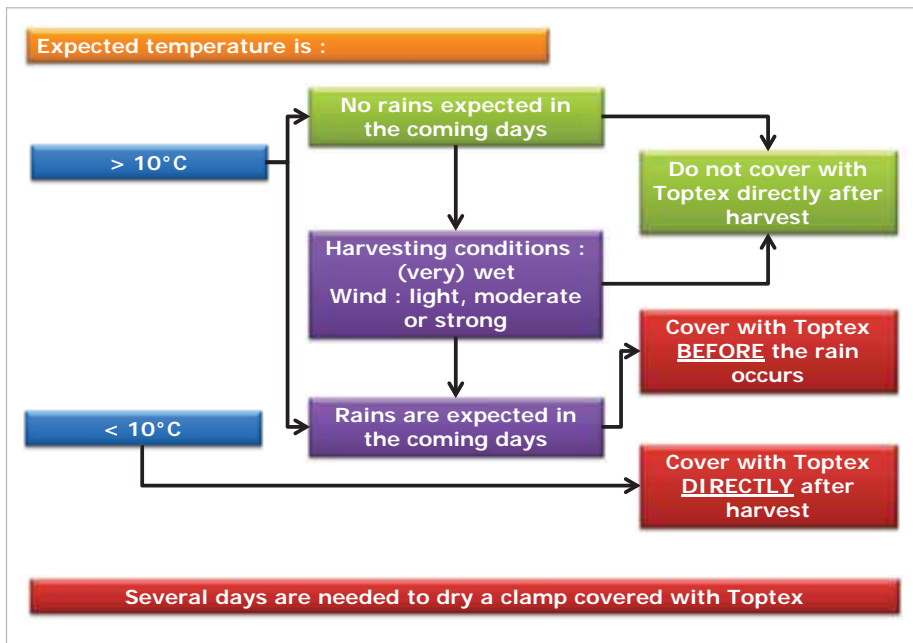 Expected temperature is :
No rains expected in
the coming days
> 10°C
Do not cover with
Toptex directly after
harvest
Harvesting conditions :
(very) wet
Wind : light, moderate
or strong
Cover with Toptex
BEFORE the rain
occurs
< 10°C
Rains are expected in
the coming days
Cover with Toptex
DIRECTLY after
harvest
Several days are needed to dry a clamp covered with Toptex